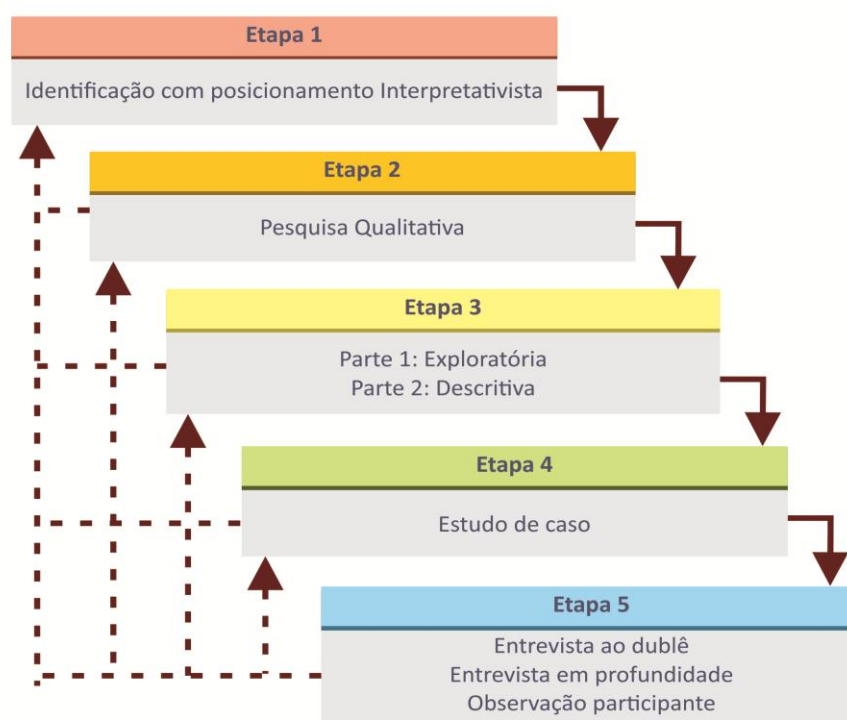 Etapa 1
Identificação com posicionamento Interpretativista
Etapa 2
Pesquisa Qualitativa
Etapa 3
Parte 1: Exploratória
Parte 2: Descritiva
Etapa 4
Estudo de caso
Etapa 5
Entrevista ao dublê
Entrevista em profundidade
Observação participante